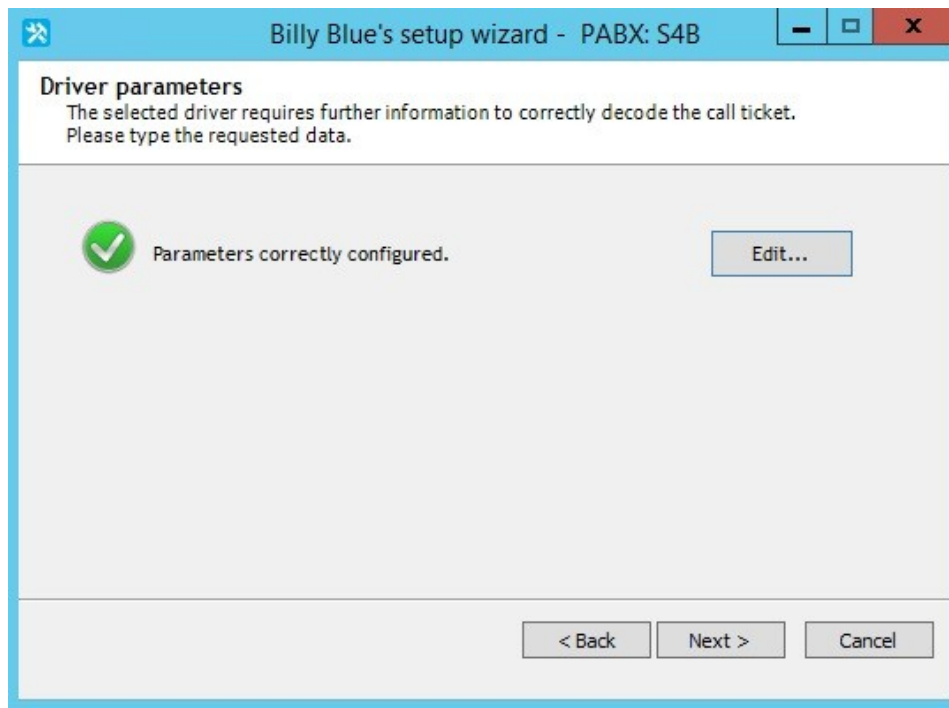 Billy Blue's setup wizard - PABX: S4B
Driver parameters
The selected driver requires further information to correctly decode the call ticket.
Please type the requested data.
Parameters correctly configured.
Edit...
< Back
Next >
Cancel